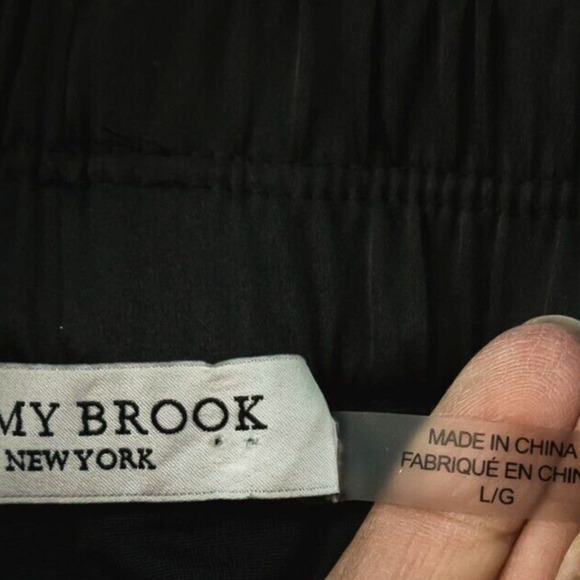 MY BROOK
NEW YORK
MADE IN CHINA
FABRIQUÉ EN CHIN
L/G